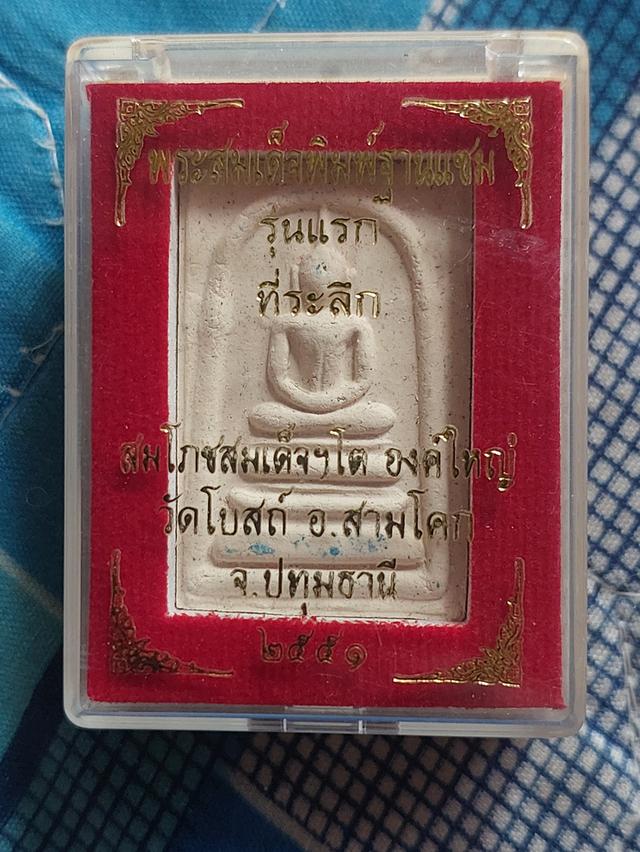 พระสมเด็จพิมพ์ฐานแซม
รุ่นแรก
ที่ระลึก
สมโภชสมเด็จฯโต องค์ใหญ่
วัดโบสถ์ อ.สามโคก
จ.ปทุมธานี
๒๕๕๑